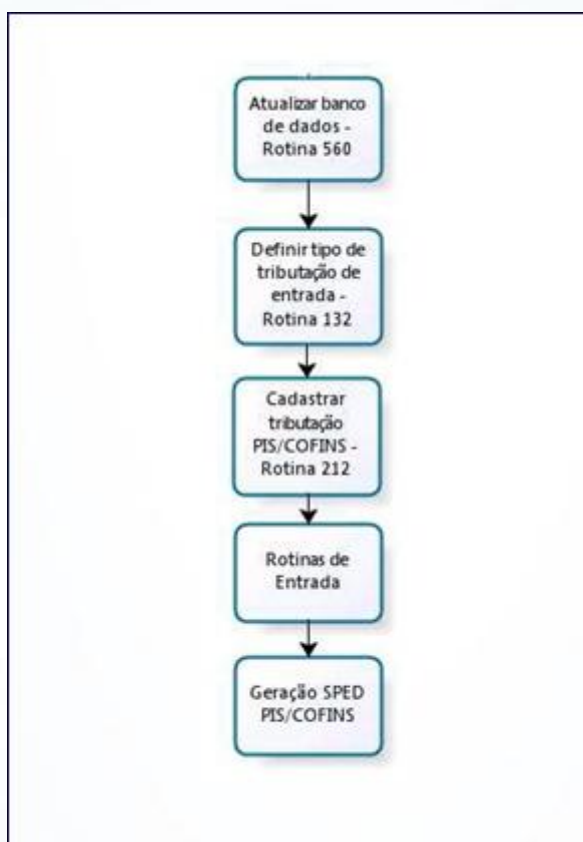 Atualizar banco
de dados -
Rotina 560
Definir tipo de
tributação de
entrada -
Rotina 132
Cadastrar
tributação
PIS/COFINS -
Rotina 212
Rotinas de
Entrada
Geração SPED
PIS/COFINS